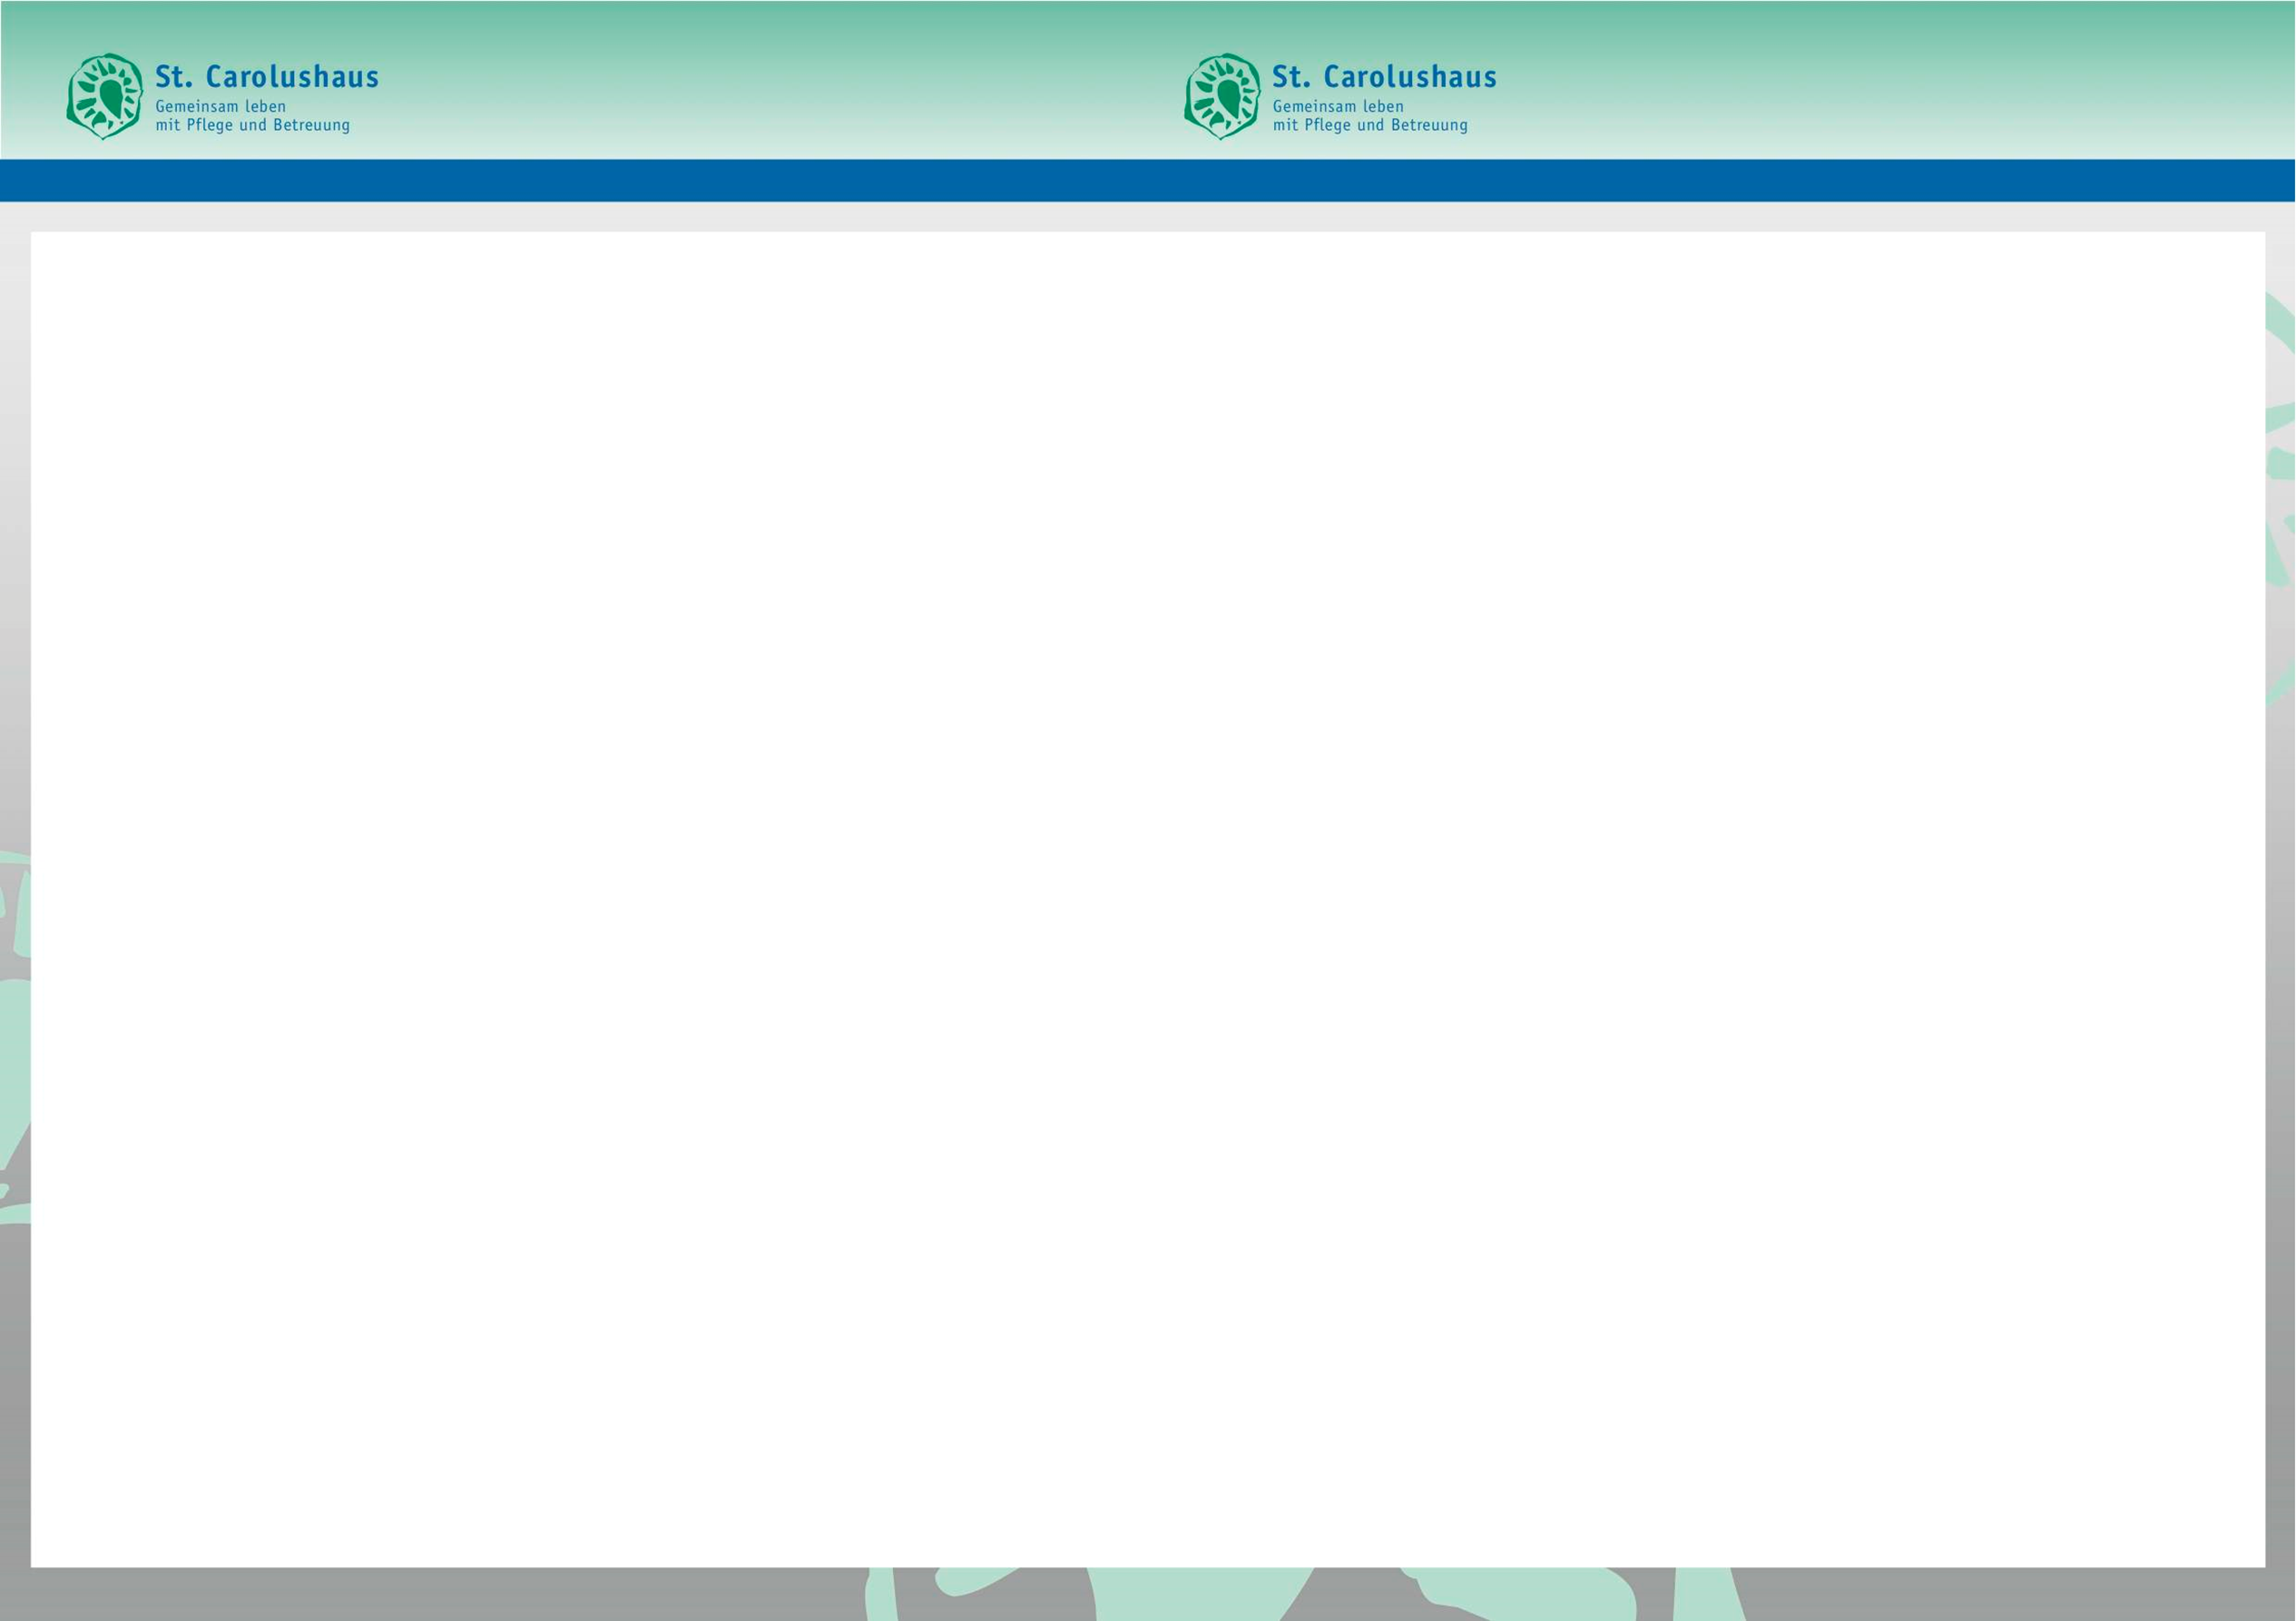 St. Carolushaus
Gemeinsam leben
mit Pflege und Betreuung
St. Carolushaus
Gemeinsam leben
mit Pflege und Betreuung